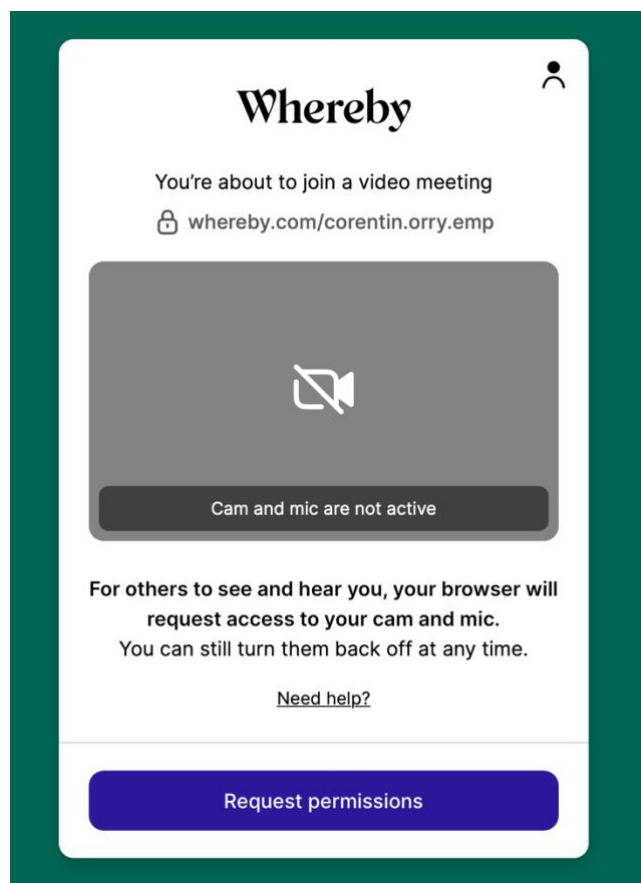 Whereby
You’re about to join a video meeting
whereby.com/corentin.orry.emp
Cam and mic are not active
For others to see and hear you, your browser will
request access to your cam and mic.
You can still turn them back off at any time.
Need help?
Request permissions